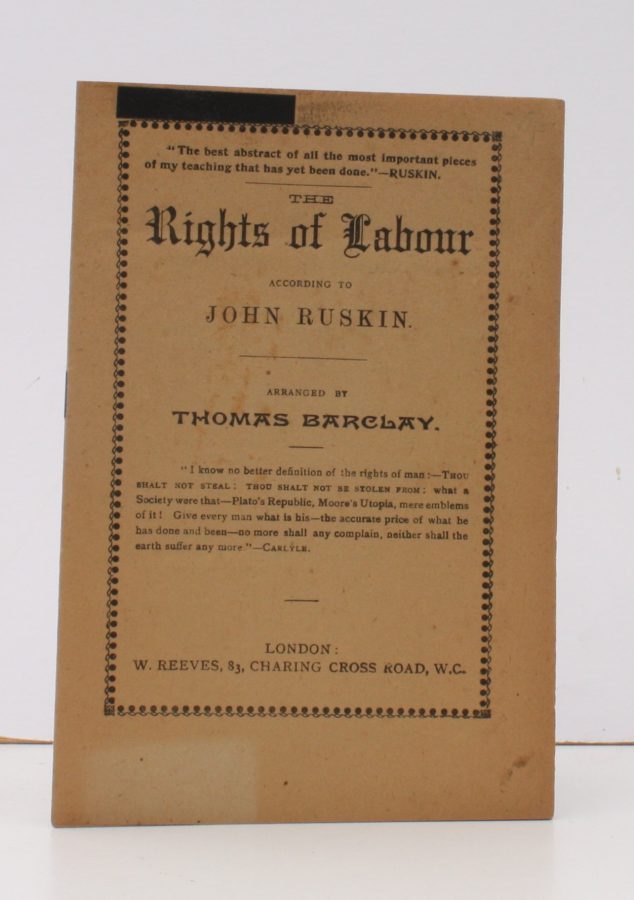 "The best abstract of all the most important pieces
of my teaching that has yet been done."—RUSKIN.
THE
Rights of Labour
ACCORDING TO
JOHN RUSKIN.
ARRANGED BY
THOMAS BARCLAY.
"I know no better definition of the rights of man:—THOU
SHALT NOT STEAL: THOU SHALT NOT BE STOLEN FROM: what a
Society were that—Plato's Republic, Moore's Utopia, mere emblems
of it! Give every man what is his—the accurate price of what he
has done and been—no more shall any complain, neither shall the
earth suffer any more."—CARLYLE.
LONDON:
W. REEVES, 83, CHARING CROSS ROAD, W.C.